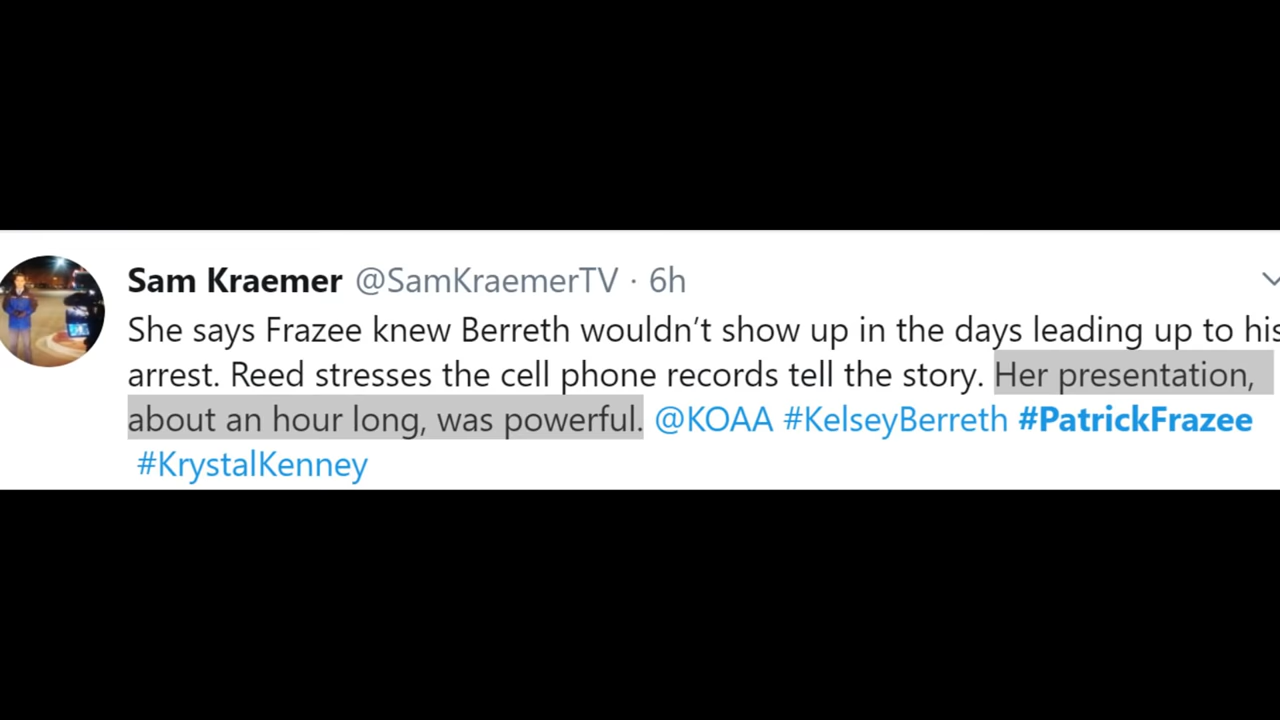 Sam Kraemer @SamKraemerTV · 6h
She says Frazee knew Berreth wouldn’t show up in the days leading up to his
arrest. Reed stresses the cell phone records tell the story. Her presentation,
about an hour long, was powerful. @KOAA #KelseyBerreth #PatrickFrazee
#KrystalKenney